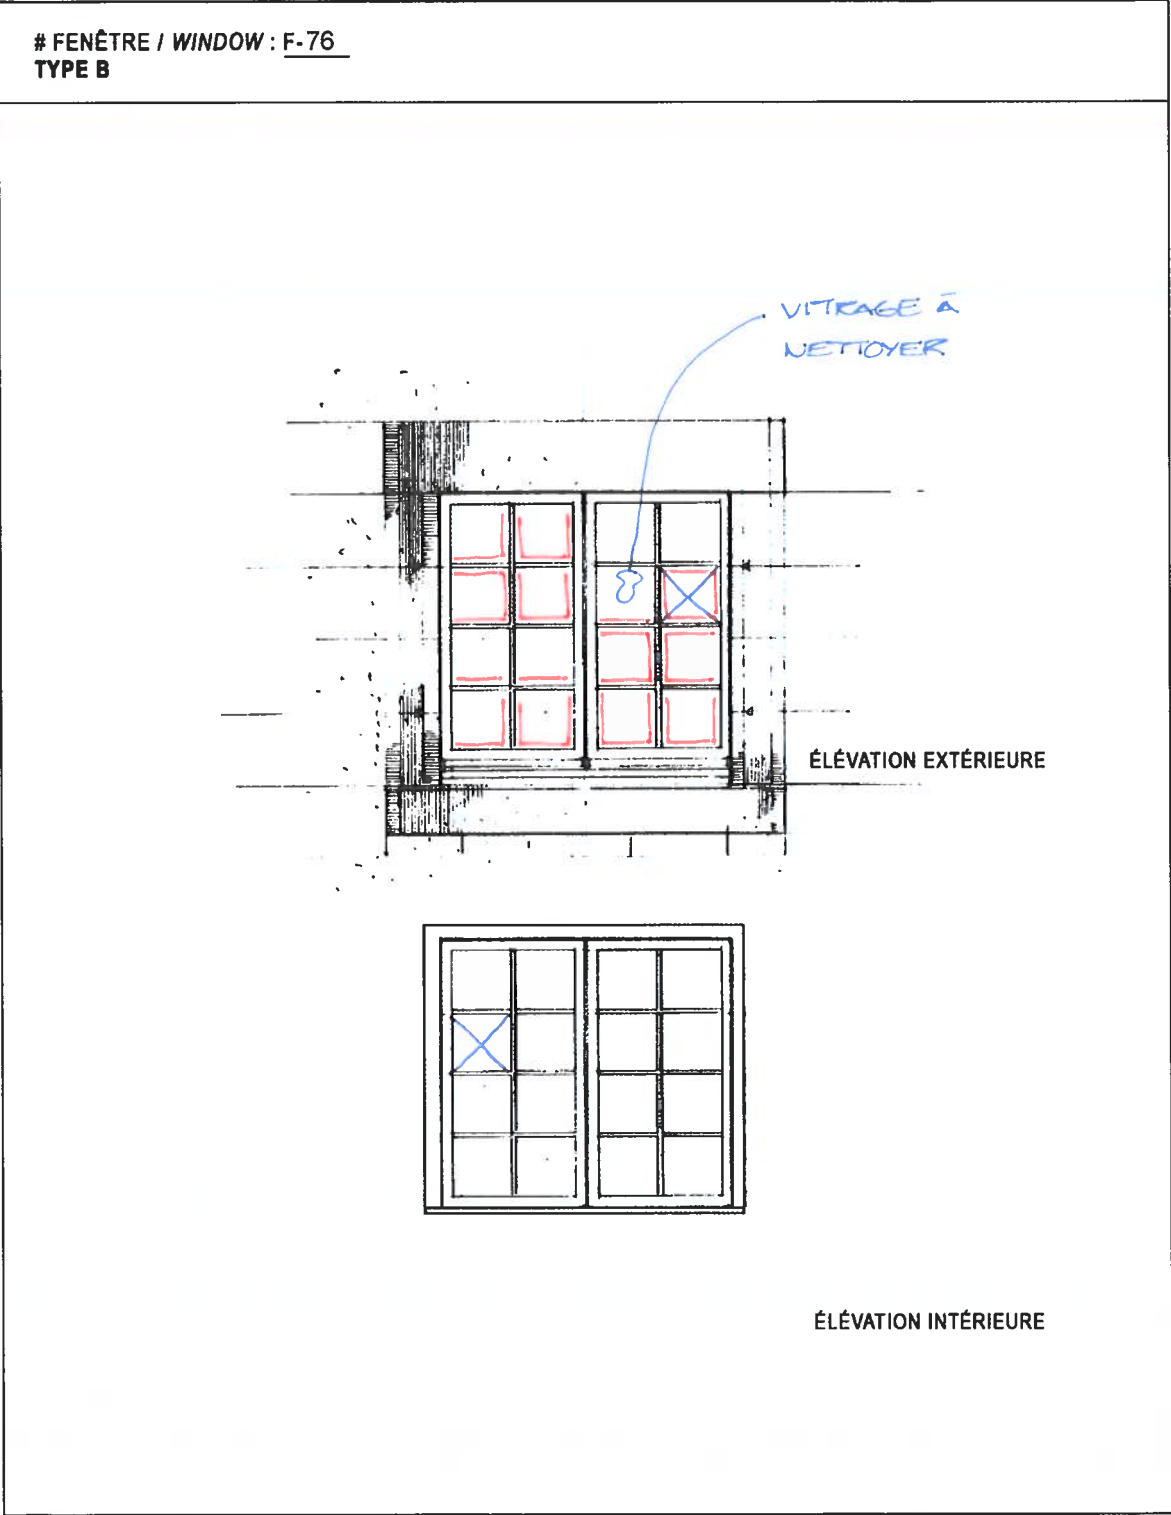 # FENÊTRE / WINDOW : F-76
TYPE B
VITRAGE À
NETTOYER
ÉLÉVATION EXTÉRIEURE
ÉLÉVATION INTÉRIEURE